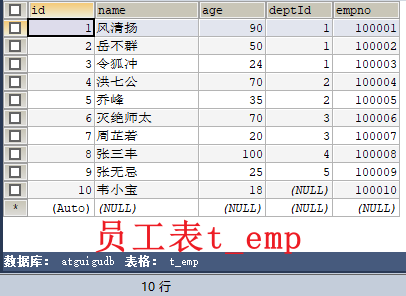 id name age deptId empno
1 风清扬 90 1 100001
2 岳不群 50 1 100002
3 令狐冲 24 1 100003
4 洪七公 70 2 100004
5 乔峰 35 2 100005
6 灭绝师太 70 3 100006
7 周芷若 20 3 100007
8 张三丰 100 4 100008
9 张无忌 25 5 100009
10 韦小宝 18 (NULL) 100010
* (Auto) (NULL) (NULL) (NULL) (NULL)
员工表t_emp
数据库: atguigudb 表格: t_emp
10 行